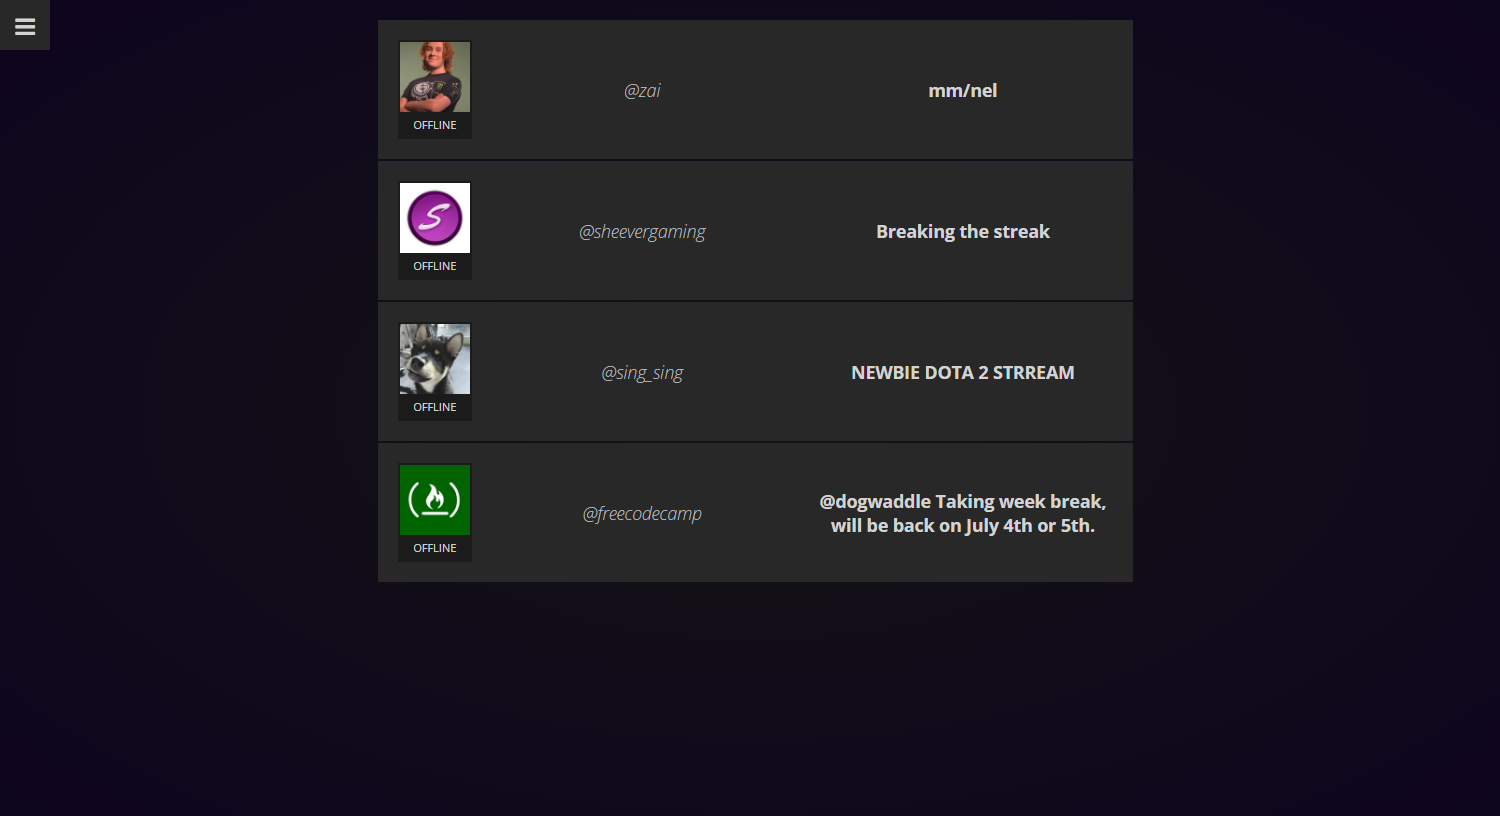 @zai
mm/nel
OFFLINE
@sheevergaming
Breaking the streak
S
OFFLINE
@sing_sing
NEWBIE DOTA 2 STRREAM
OFFLINE
@freecodecamp
@dogwaddle Taking week break,
will be back on July 4th or 5th.
OFFLINE